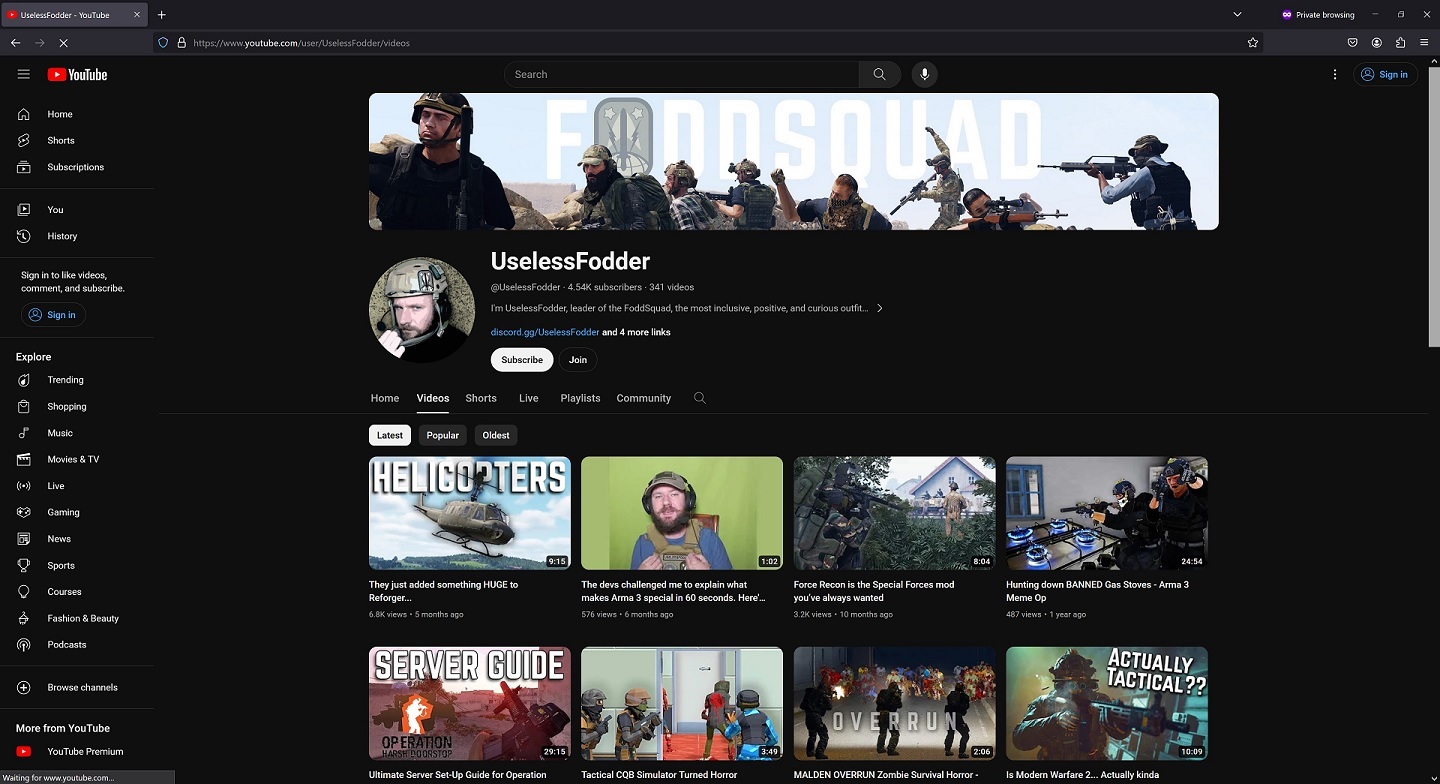 UselessFodder - YouTube
Private browsing
https://www.youtube.com/user/UselessFodder/videos
YouTube
Search
Sign in
Home
Shorts
Subscriptions
You
History
Sign in to like videos,
comment, and subscribe.
Sign in
Explore
Trending
Shopping
Music
Movies & TV
Live
Gaming
News
Sports
Courses
Fashion & Beauty
Podcasts
Browse channels
More from YouTube
YouTube Premium
Waiting for www.youtube.com...
FODDSQUAD
UselessFodder
@UselessFodder · 4.54K subscribers · 341 videos
I'm UselessFodder, leader of the FoddSquad, the most inclusive, positive, and curious outfit...
discord.gg/UselessFodder and 4 more links
Subscribe Join
Home Videos Shorts Live Playlists Community
Latest Popular Oldest
HELICOPTERS
9:15
They just added something HUGE to
Reforger...
6.8K views • 5 months ago
1:02
The devs challenged me to explain what
makes Arma 3 special in 60 seconds. Here'...
576 views • 6 months ago
8:04
Force Recon is the Special Forces mod
you've always wanted
3.2K views • 10 months ago
24:54
Hunting down BANNED Gas Stoves - Arma 3
Meme Op
487 views • 1 year ago
SERVER GUIDE
OPERATION
HARSH DOORSTOP
29:15
Ultimate Server Set-Up Guide for Operation
3:49
Tactical CQB Simulator Turned Horror
OVERRUN
2:06
MALDEN OVERRUN Zombie Survival Horror -
ACTUALLY
TACTICAL??
10:09
Is Modern Warfare 2... Actually kinda